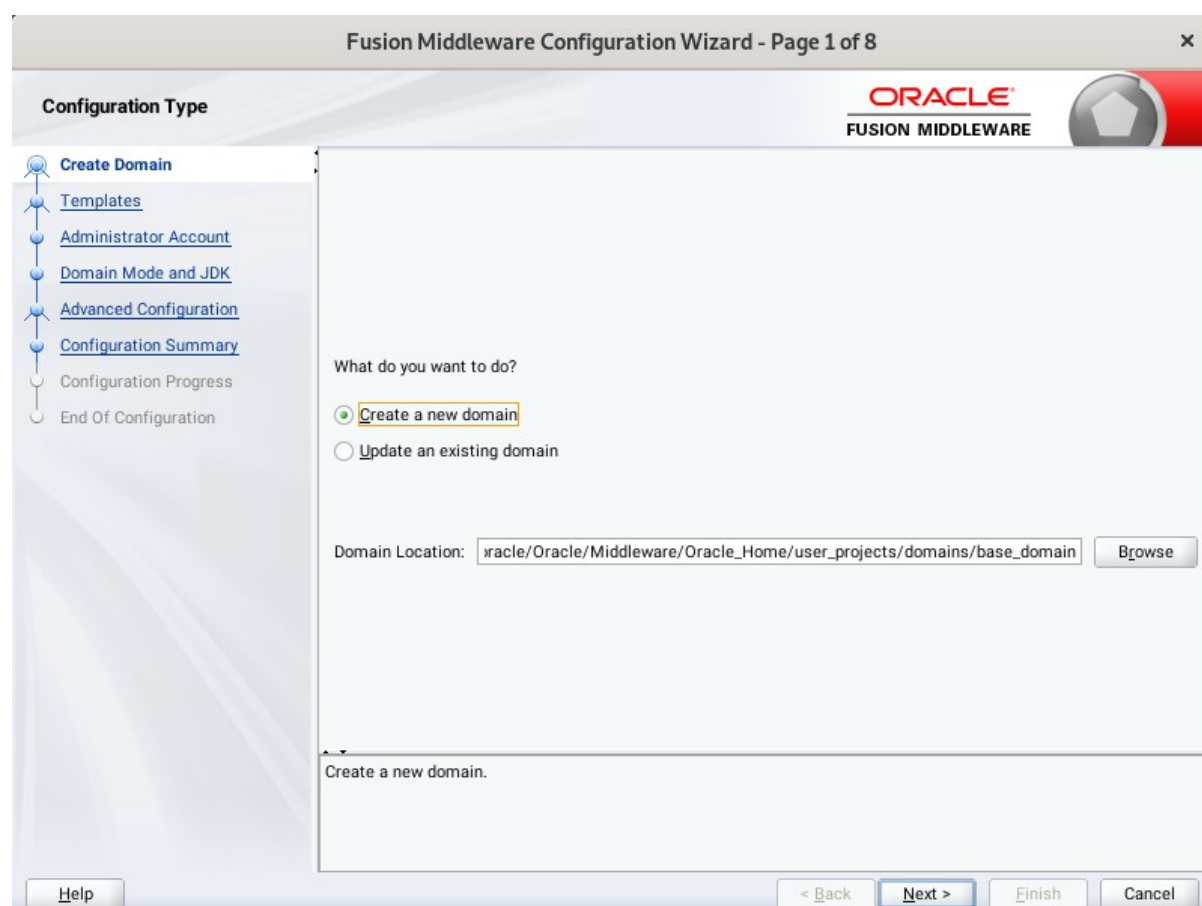 Fusion Middleware Configuration Wizard - Page 1 of 8
Configuration Type
ORACLE
FUSION MIDDLEWARE
Create Domain
Templates
Administrator Account
Domain Mode and JDK
Advanced Configuration
Configuration Summary
Configuration Progress
End Of Configuration
What do you want to do?
Create a new domain
Update an existing domain
Domain Location: racle/Oracle/Middleware/Oracle_Home/user_projects/domains/base_domain Browse
Create a new domain.
Help < Back Next > Finish Cancel